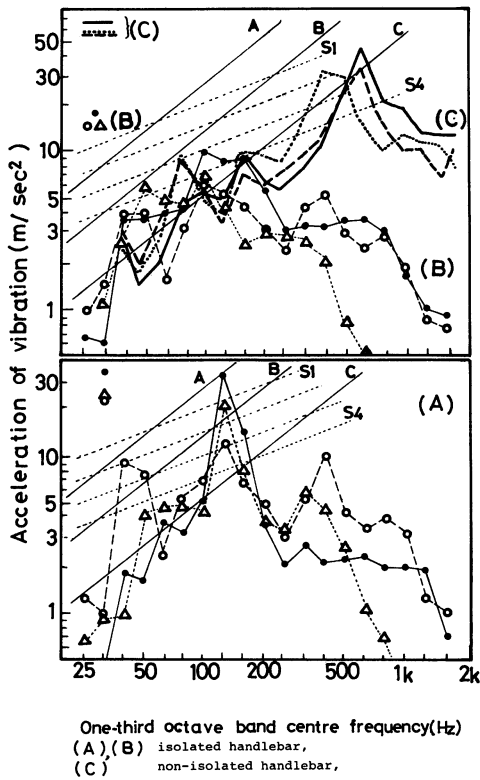 Acceleration of vibration (m/sec²)
50
30
10
5
3
1
}(C)
(B)
A
B
C
S1
S4
(C)
(B)
30
10
5
3
1
A
B
S1
C
S4
(A)
25
50
100
200
500
1k
2k
One-third octave band centre frequency(Hz)
(A),(B) isolated handlebar,
(C) non-isolated handlebar,